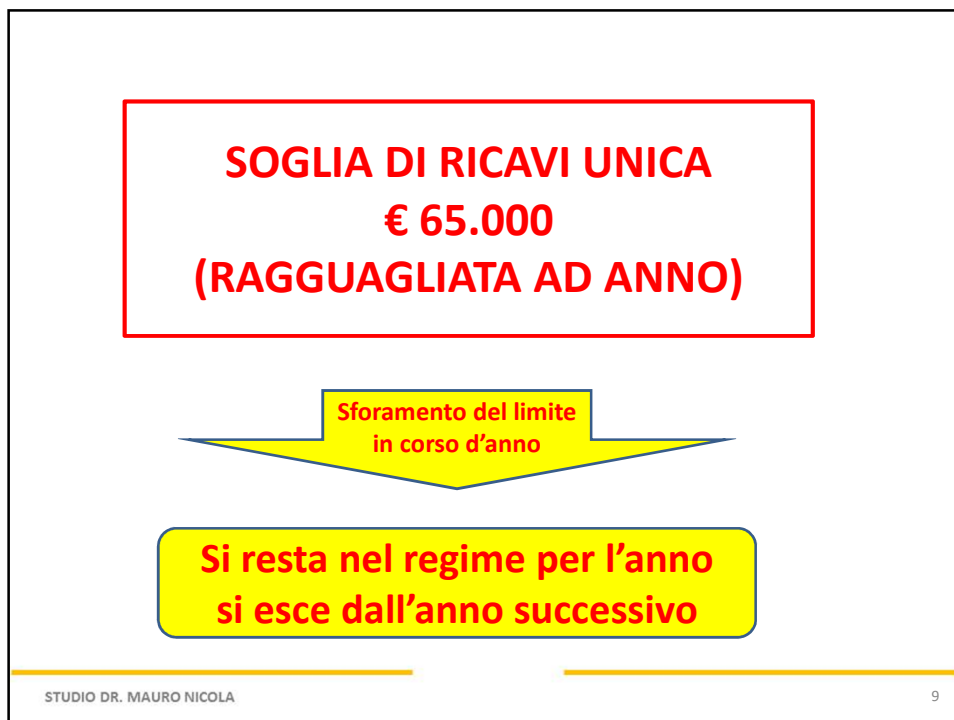 SOGLIA DI RICAVI UNICA
€ 65.000
(RAGGUAGLIATA AD ANNO)
Sforamento del limite
in corso d'anno
Si resta nel regime per l'anno
si esce dall'anno successivo
STUDIO DR. MAURO NICOLA
9